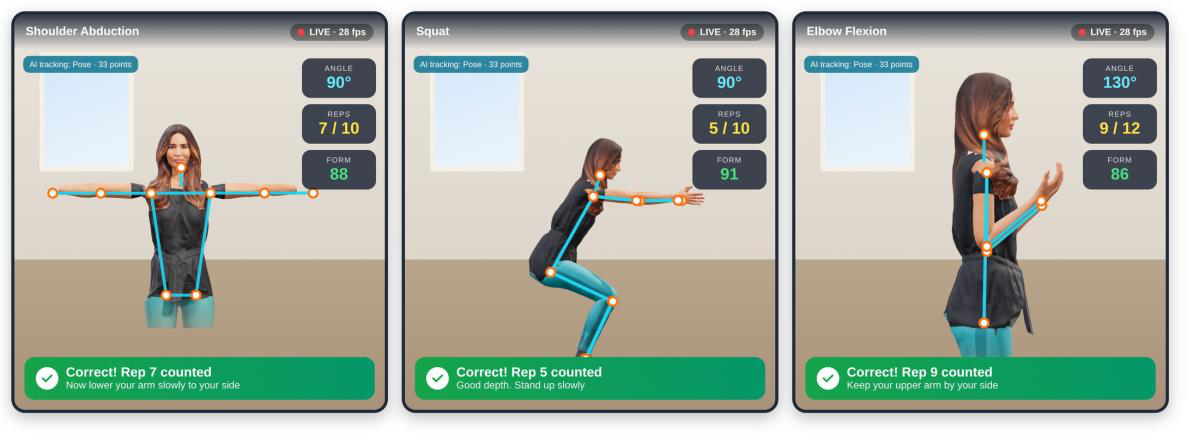 Shoulder Abduction
LIVE · 28 fps
AI tracking: Pose · 33 points
ANGLE
90°
REPS
7 / 10
FORM
88
Correct! Rep 7 counted
Now lower your arm slowly to your side
Squat
LIVE · 28 fps
AI tracking: Pose · 33 points
ANGLE
90°
REPS
5 / 10
FORM
91
Correct! Rep 5 counted
Good depth. Stand up slowly
Elbow Flexion
LIVE · 28 fps
AI tracking: Pose · 33 points
ANGLE
130°
REPS
9 / 12
FORM
86
Correct! Rep 9 counted
Keep your upper arm by your side